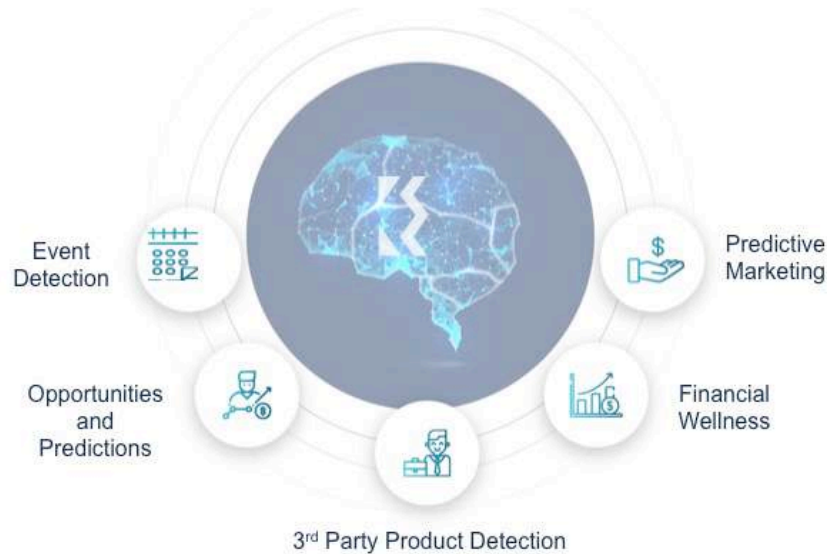 Event
Detection
Predictive
Marketing
Opportunities
and
Predictions
Financial
Wellness
3rd Party Product Detection